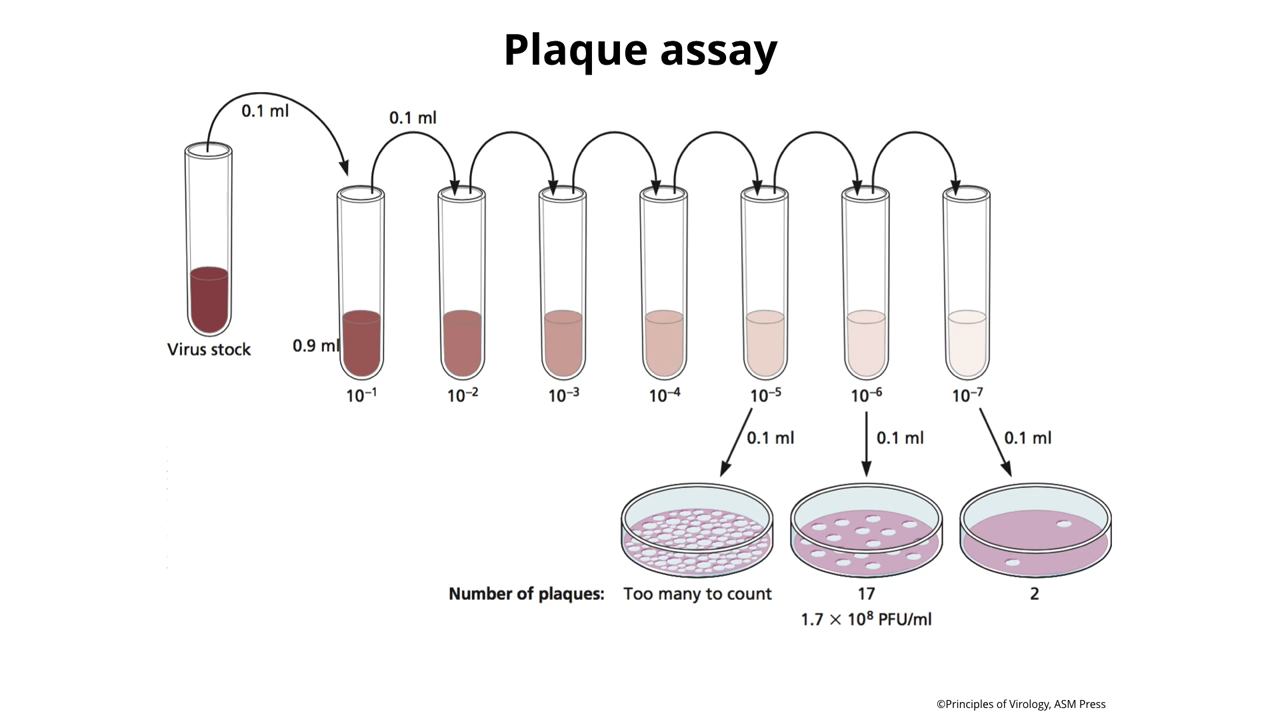 Plaque assay
0.1 ml
0.1 ml
Virus stock
0.9 ml
10⁻¹
10⁻²
10⁻³
10⁻⁴
10⁻⁵
10⁻⁶
10⁻⁷
0.1 ml
0.1 ml
0.1 ml
Number of plaques:
Too many to count
17
2
1.7 × 10⁸ PFU/ml
©Principles of Virology, ASM Press